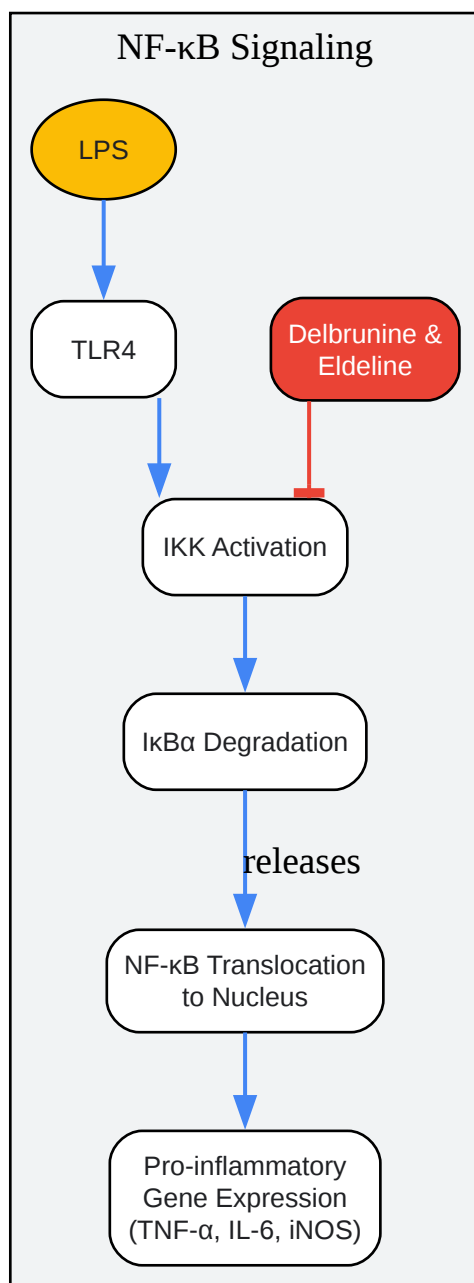 NF-κB Signaling
LPS
TLR4
Delbrunine &
Eldeline
IKK Activation
IκBα Degradation
releases
NF-κB Translocation
to Nucleus
Pro-inflammatory
Gene Expression
(TNF-α, IL-6, iNOS)